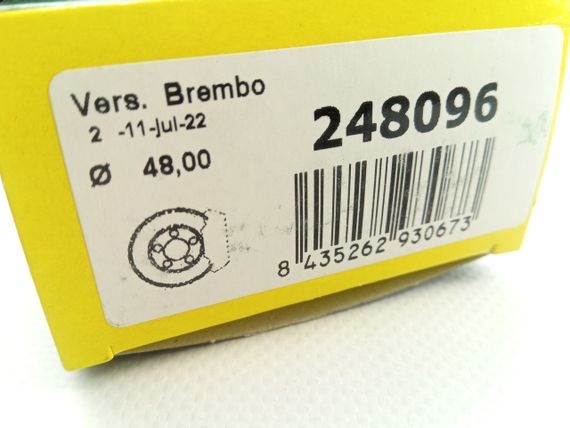 Vers. Brembo
2 -11-jul-22
Ø 48,00
248096
8 435262 930673